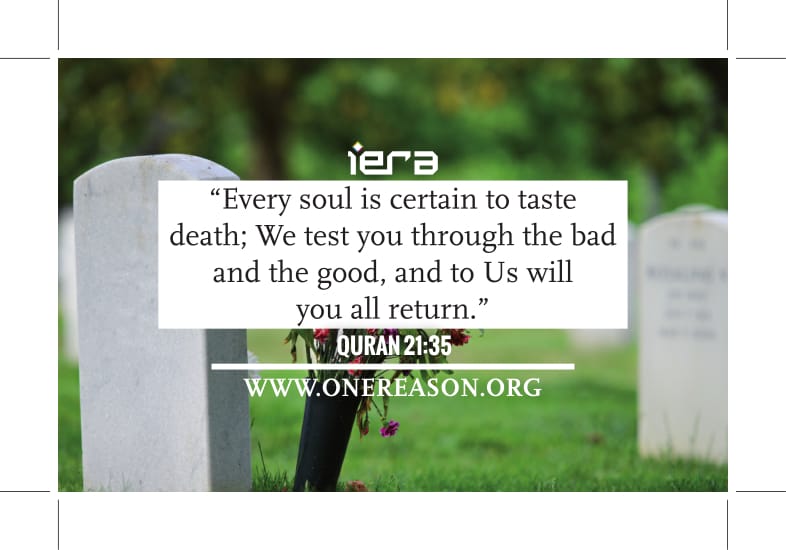 iera
“Every soul is certain to taste
death; We test you through the bad
and the good, and to Us will
you all return.”
QURAN 21:35
WWW.ONEREASON.ORG